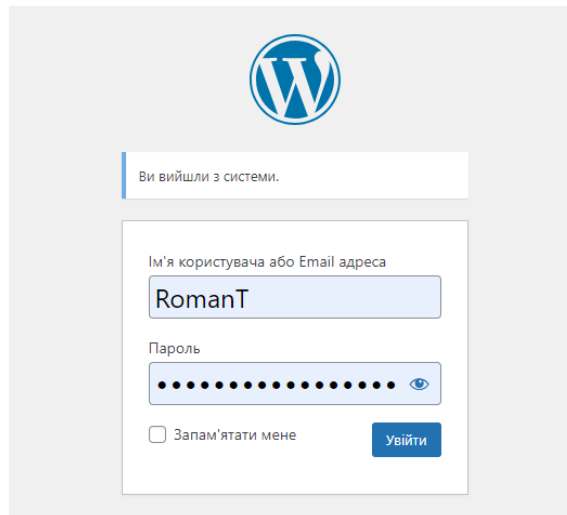 Ви вийшли з системи.
Ім'я користувача або Email адреса
RomanT
Пароль
•••••••••••••••••
Запам'ятати мене
Увійти